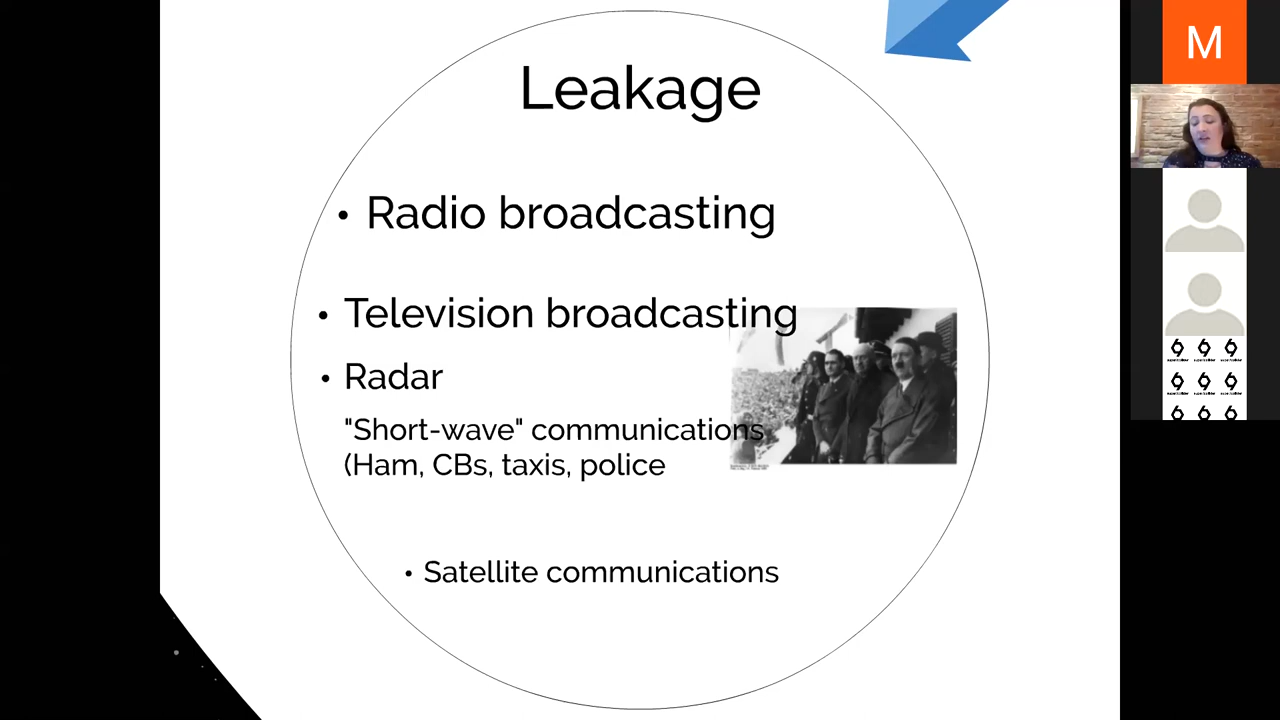 Leakage
• Radio broadcasting
• Television broadcasting
• Radar
"Short-wave" communications
(Ham, CBs, taxis, police
• Satellite communications
M